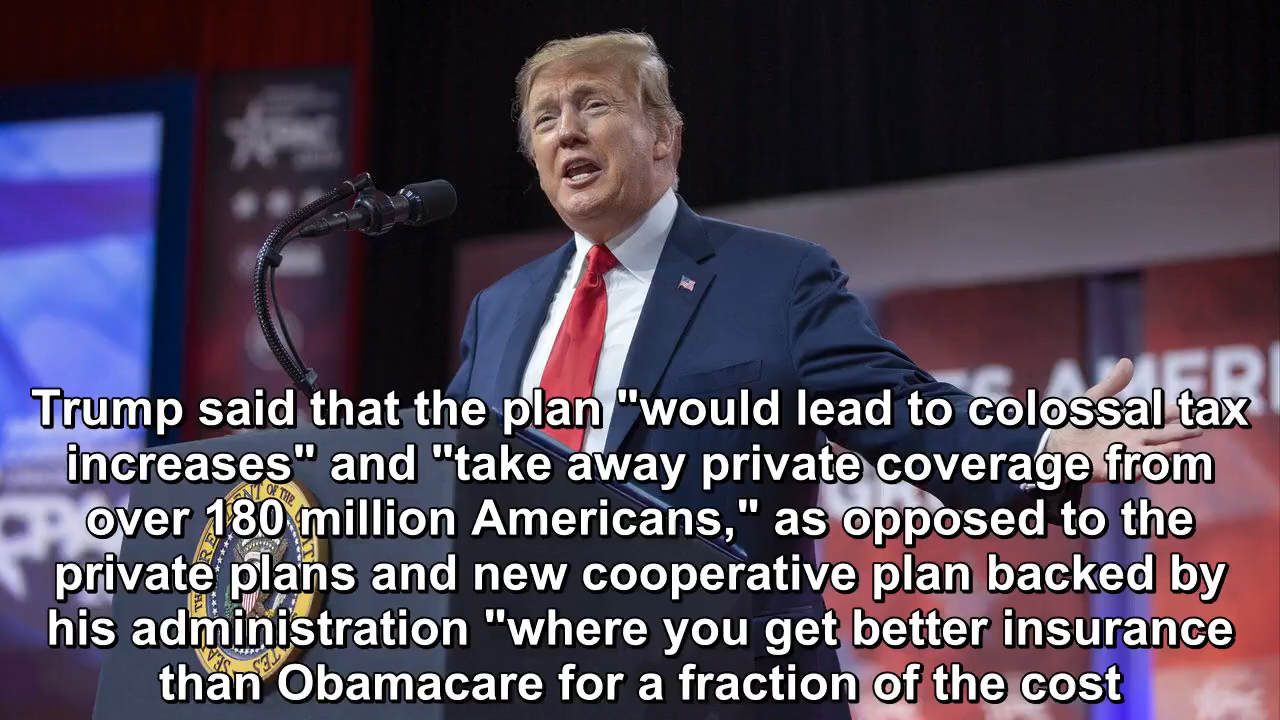 CPAC
S AMERI
Trump said that the plan "would lead to colossal tax
increases" and "take away private coverage from
over 180 million Americans," as opposed to the
private plans and new cooperative plan backed by
his administration "where you get better insurance
than Obamacare for a fraction of the cost